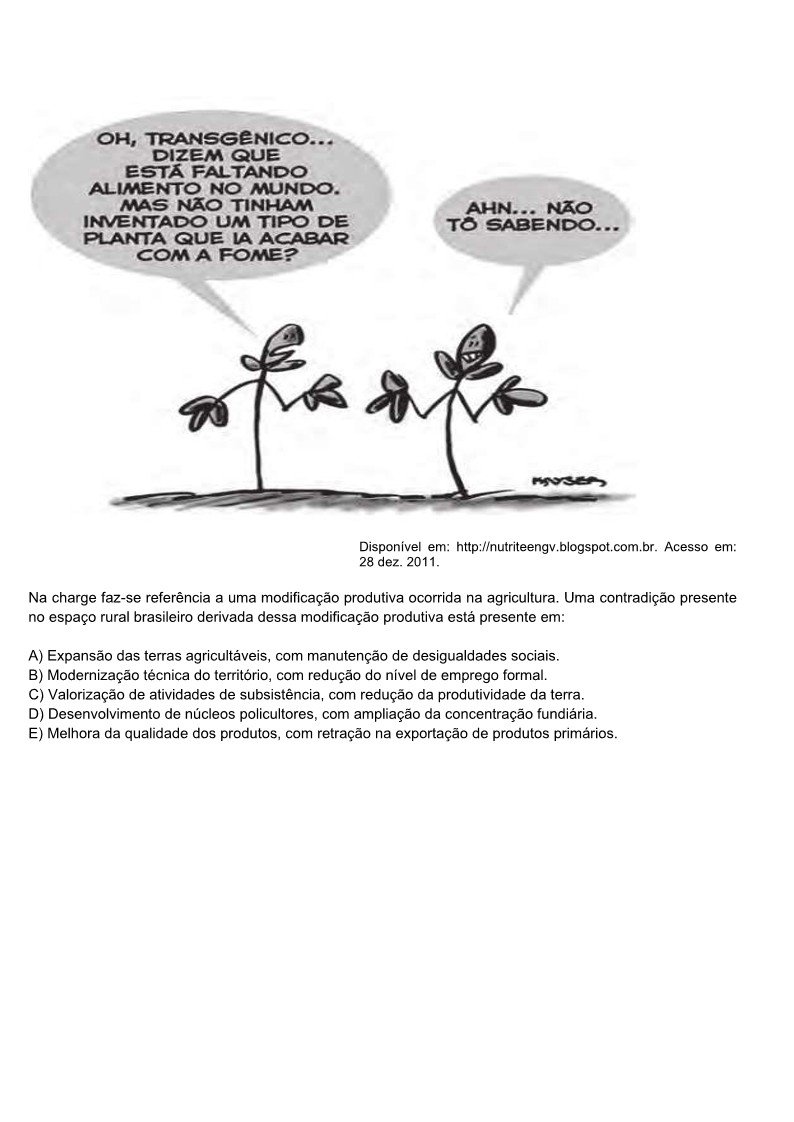 OH, TRANSGÊNICO...
DIZEM QUE
ESTÁ FALTANDO
ALIMENTO NO MUNDO.
MAS NÃO TINHAM
INVENTADO UM TIPO DE
PLANTA QUE IA ACABAR
COM A FOME?
AHN... NÃO
TÔ SABENDO...
KAYSER
Disponível em: http://nutriteengv.blogspot.com.br. Acesso em:
28 dez. 2011.
Na charge faz-se referência a uma modificação produtiva ocorrida na agricultura. Uma contradição presente
no espaço rural brasileiro derivada dessa modificação produtiva está presente em:
A) Expansão das terras agricultáveis, com manutenção de desigualdades sociais.
B) Modernização técnica do território, com redução do nível de emprego formal.
C) Valorização de atividades de subsistência, com redução da produtividade da terra.
D) Desenvolvimento de núcleos policultores, com ampliação da concentração fundiária.
E) Melhora da qualidade dos produtos, com retração na exportação de produtos primários.